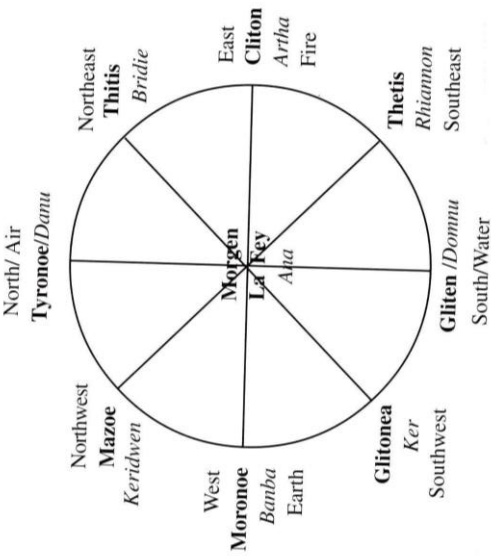 North/ Air
Tyronoe/Danu
Northwest
Mazoe
Keridwen
Northeast
Thitis
Bridie
West
Moronoe
Banba
Earth
Morgen
La Fey
Ana
East
Cliton
Artha
Fire
Glitonea
Ker
Southwest
Gliten /Domnu
South/Water
Thetis
Rhiannon
Southeast